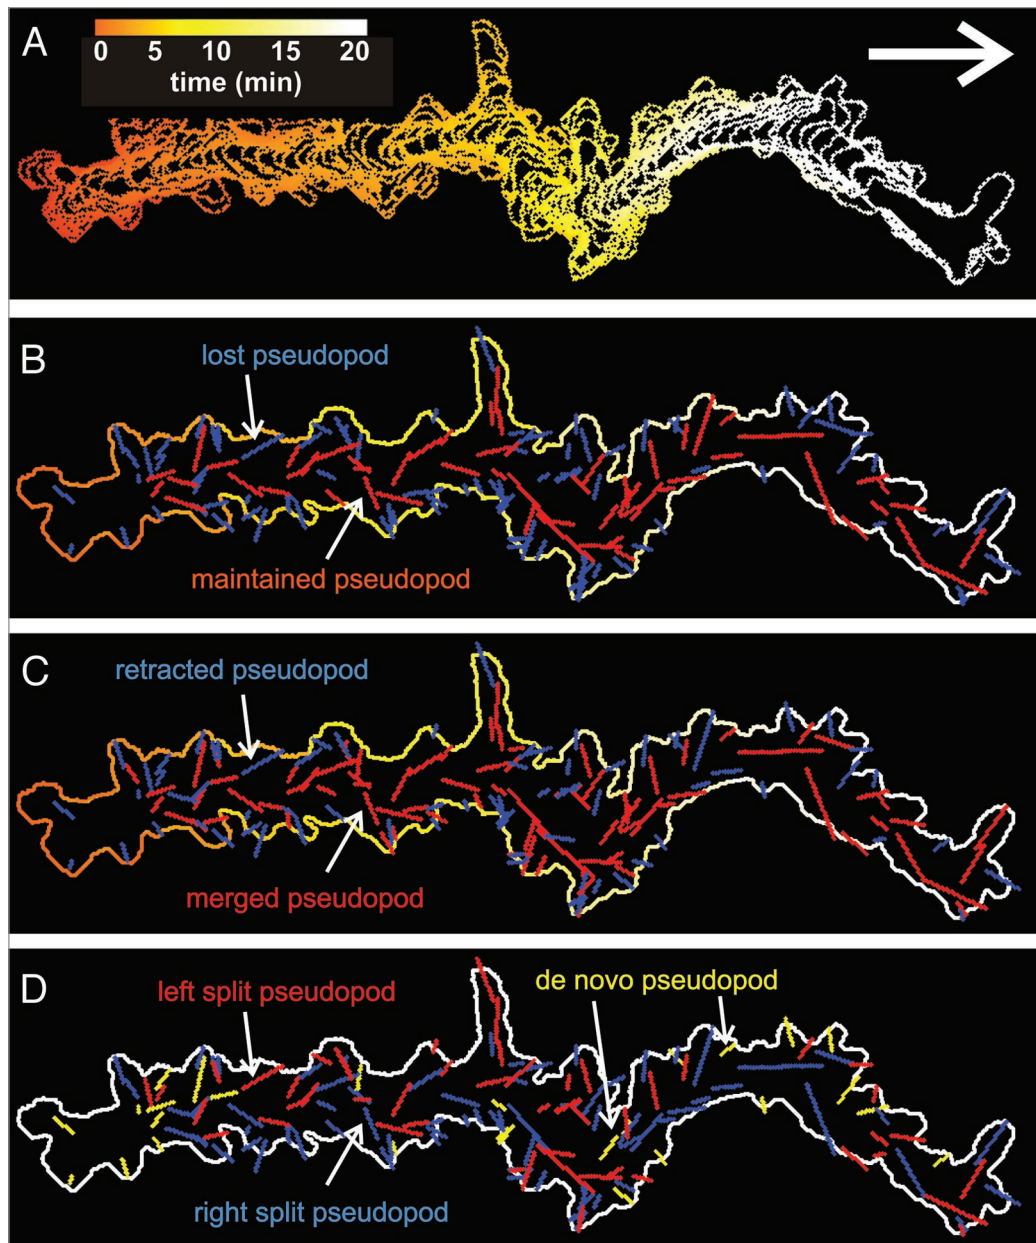 A
0 5 10 15 20
time (min)
B
lost pseudopod
maintained pseudopod
C
retracted pseudopod
merged pseudopod
D
left split pseudopod
de novo pseudopod
right split pseudopod